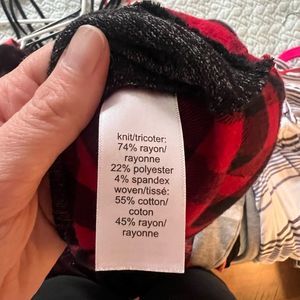 knit/tricoter:
74% rayon/
rayonne
22% polyester
4% spandex
woven/tissé:
55% cotton/
coton
45% rayon/
rayonne